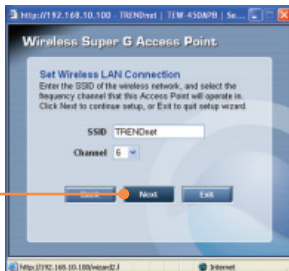 http://192.168.10.100 - TRENDnet | TEW-450APB | Se...
Wireless Super G Access Point
Set Wireless LAN Connection
Enter the SSID of the wireless network, and select the
frequency channel that this Access Point will operate in.
Click Next to continue setup, or Exit to quit setup wizard.
SSID TRENDnet
Channel 6
Back Next Exit
http://192.168.10.100/wizard2.l Internet